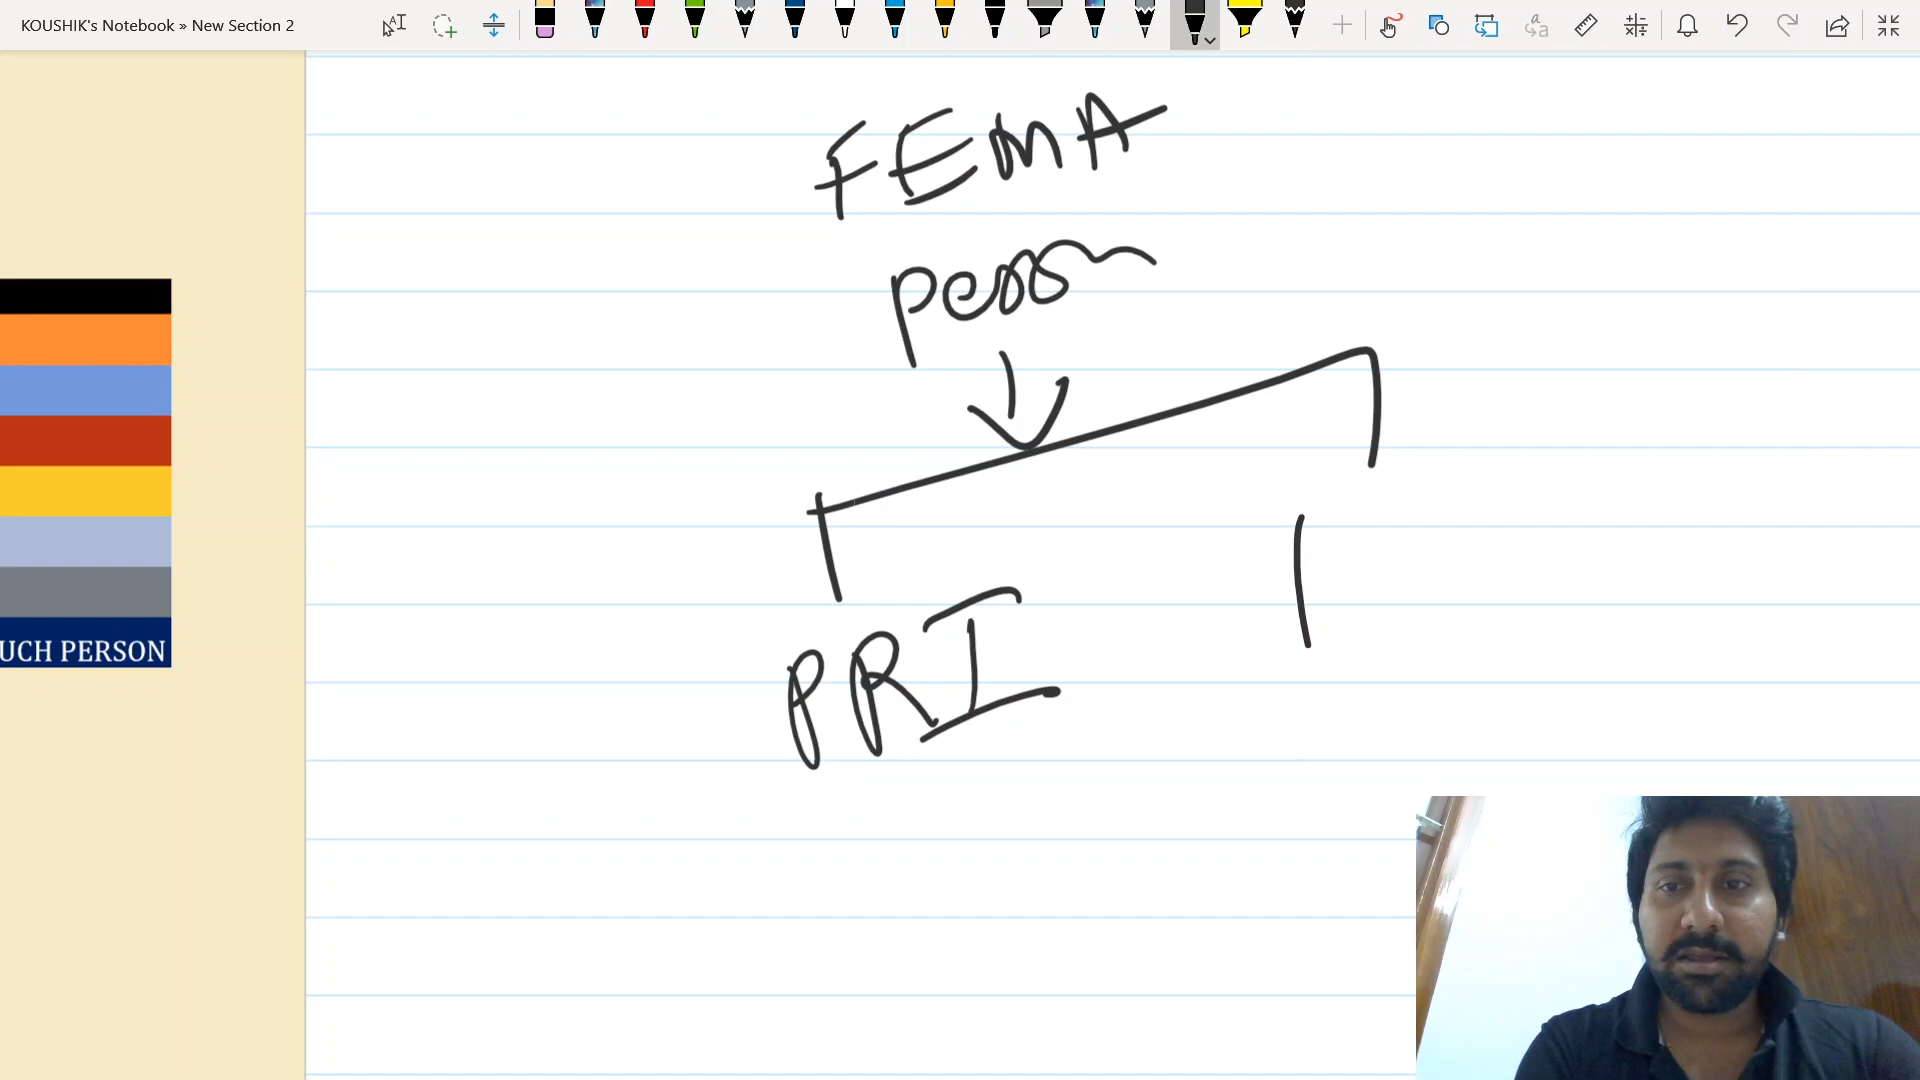 KOUSHIK's Notebook » New Section 2
FEMA
person
PRI
UCH PERSON